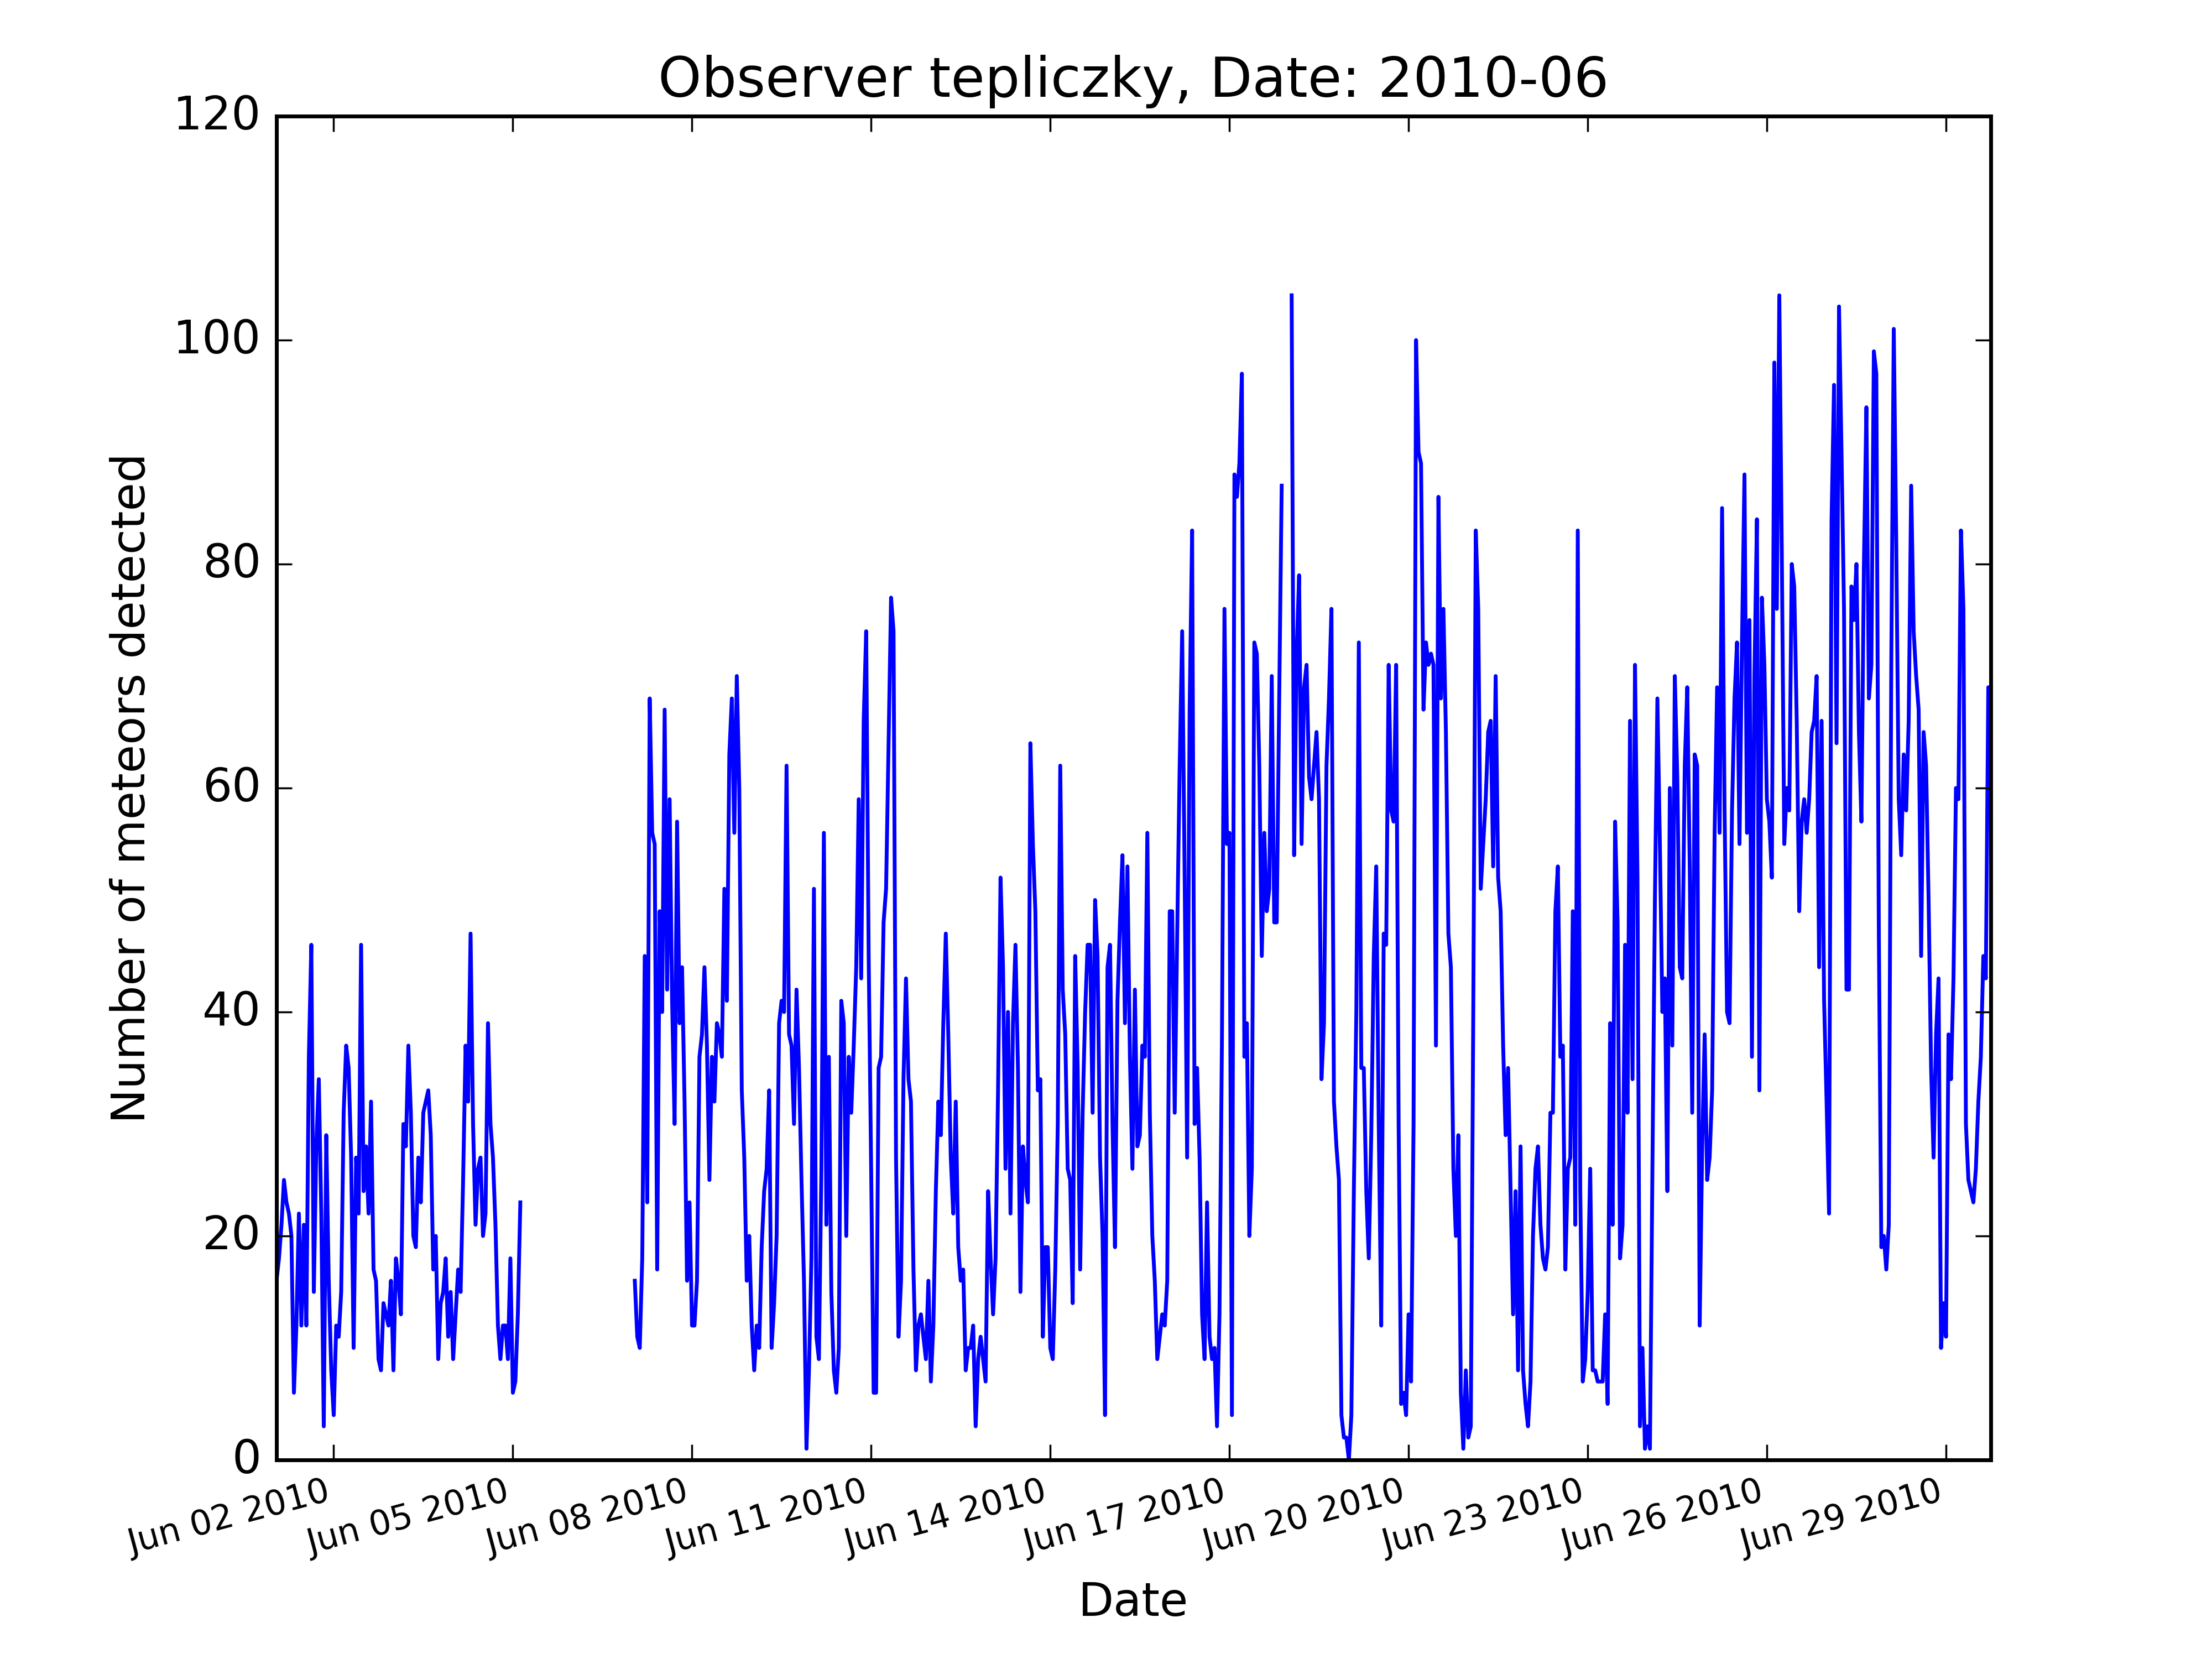 Observer tepliczky, Date: 2010-06
120
100
80
60
40
20
0
Number of meteors detected
Jun 02 2010
Jun 05 2010
Jun 08 2010
Jun 11 2010
Jun 14 2010
Jun 17 2010
Jun 20 2010
Jun 23 2010
Jun 26 2010
Jun 29 2010
Date